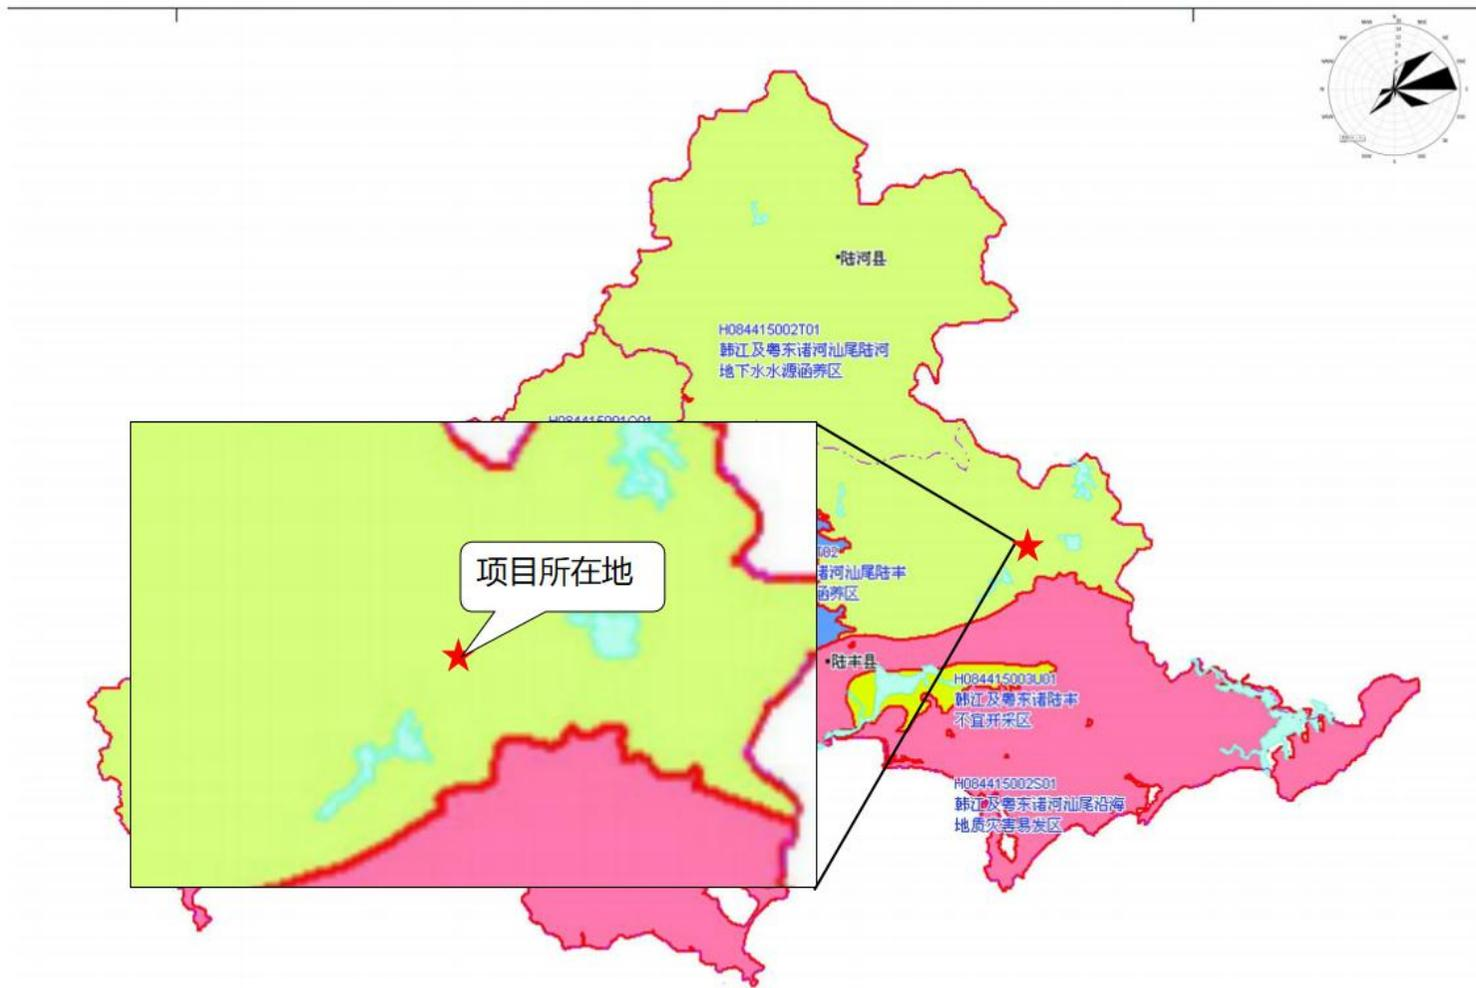 陆河县
H084415002T01
韩江及粤东诸河汕尾陆河
地下水水源涵养区
H084415001Q01
项目所在地
T02
诸河汕尾陆丰
涵养区
陆丰县
H084415003U01
韩江及粤东诸陆丰
不宜开采区
H084415002S01
韩江及粤东诸河汕尾沿海
地质灾害易发区